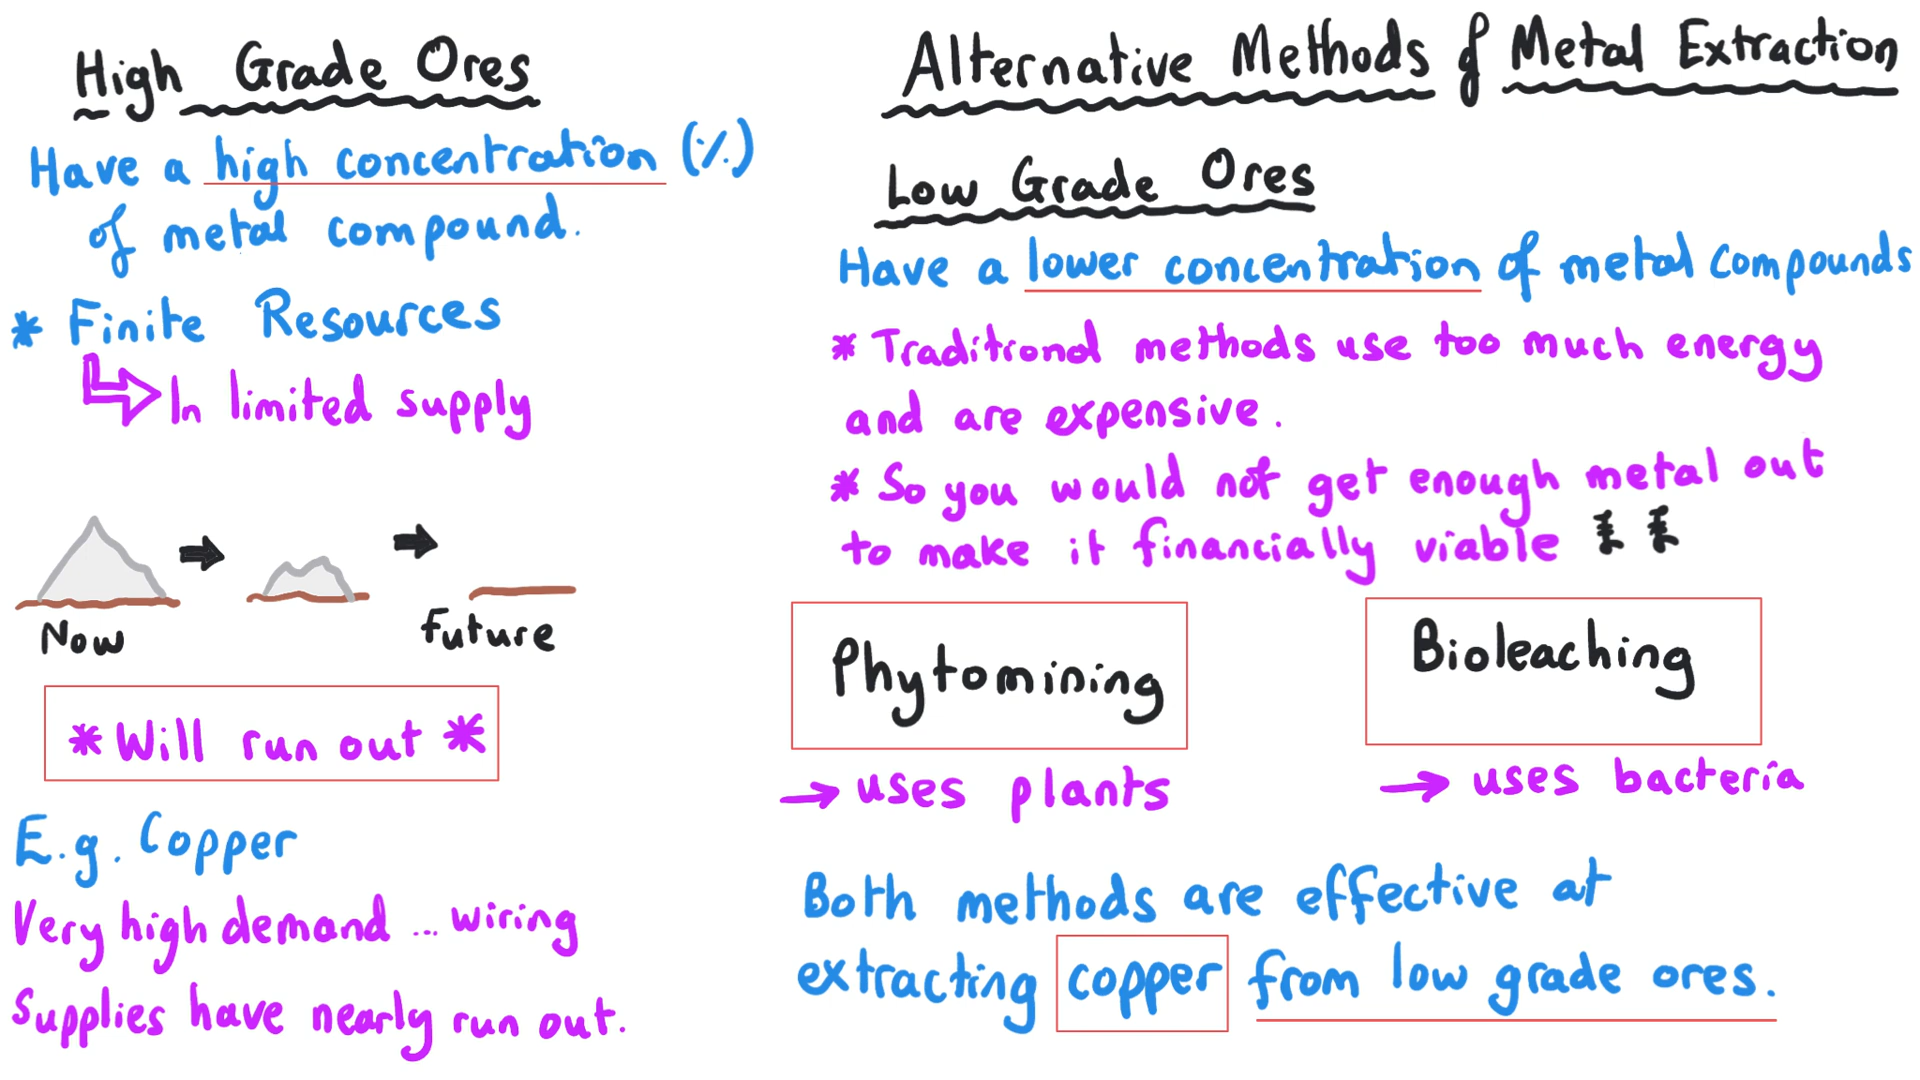 High Grade Ores
Have a high concentration (%)
of metal compound.
* Finite Resources
In limited supply
Now
future
* Will run out *
E.g. Copper
Very high demand ... wiring
Supplies have nearly run out.
Alternative Methods of Metal Extraction
Low Grade Ores
Have a lower concentration of metal compounds
* Traditional methods use too much energy
and are expensive.
* So you would not get enough metal out
to make it financially viable
Phytomining
→ uses plants
Bioleaching
→ uses bacteria
Both methods are effective at
extracting copper from low grade ores.